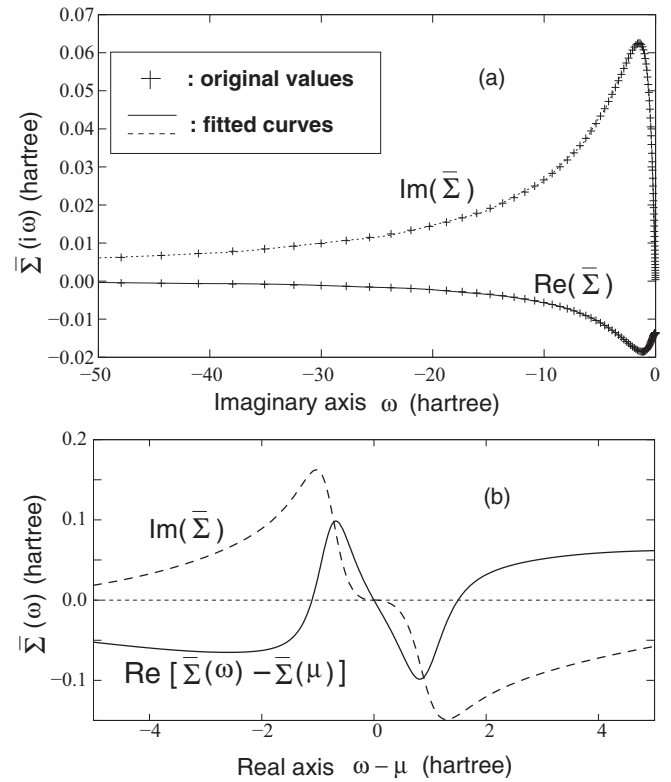 0.07
0.06
0.05
0.04
0.03
0.02
0.01
0.00
−0.01
−0.02
Σ̅ (i ω) (hartree)
: original values
: fitted curves
(a)
Im(Σ̅)
Re(Σ̅)
−50 −40 −30 −20 −10 0
Imaginary axis ω (hartree)
0.2
0.1
0.0
−0.1
Σ̅ (ω) (hartree)
(b)
Im(Σ̅)
Re [Σ̅(ω) −Σ̅(μ)]
−4 −2 0 2 4
Real axis ω−μ (hartree)